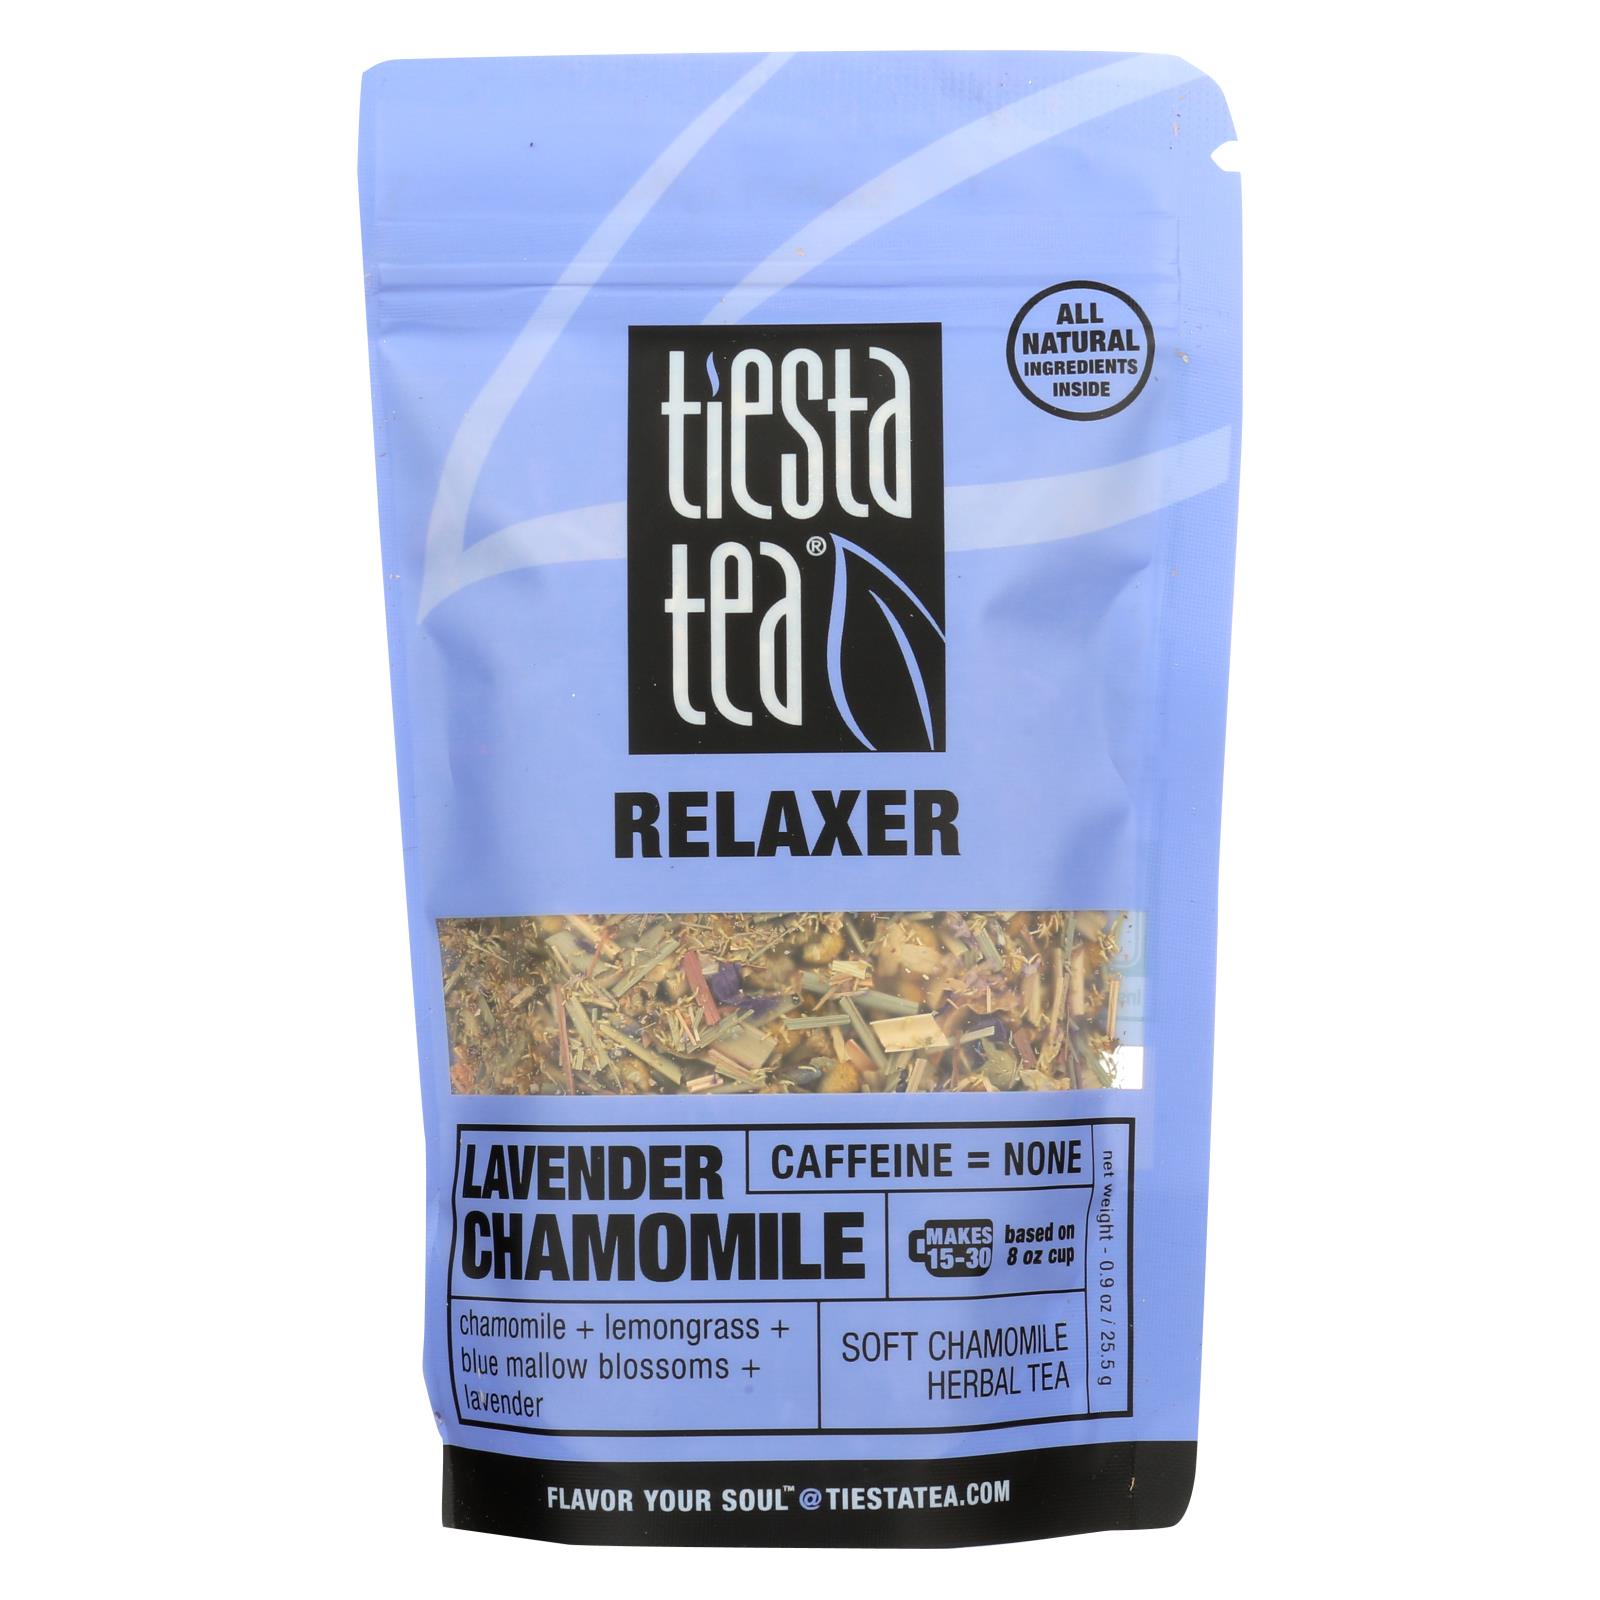 ALL
NATURAL
INGREDIENTS
INSIDE
tiesta
tea®
RELAXER
LAVENDER
CHAMOMILE
CAFFEINE = NONE
MAKES
15-30
based on
8 oz cup
chamomile + lemongrass +
blue mallow blossoms +
lavender
SOFT CHAMOMILE
HERBAL TEA
net weight - 0.9 oz / 25.5 g
FLAVOR YOUR SOUL™ @ TIESTATEA.COM